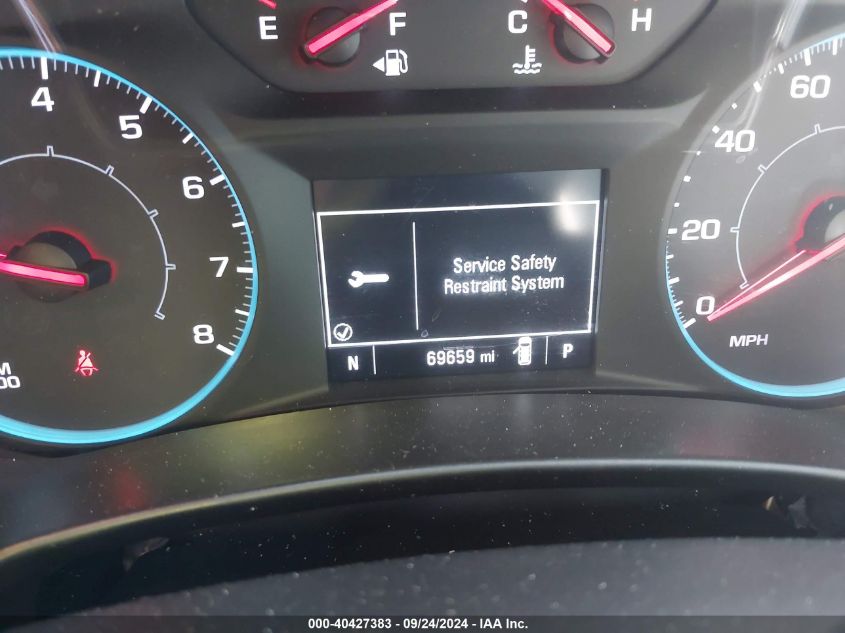 E F C H
4
5
6
7
8
60
40
20
0
MPH
Service Safety
Restraint System
N 69659 mi P
000-40427383 - 09/24/2024 - IAA Inc.